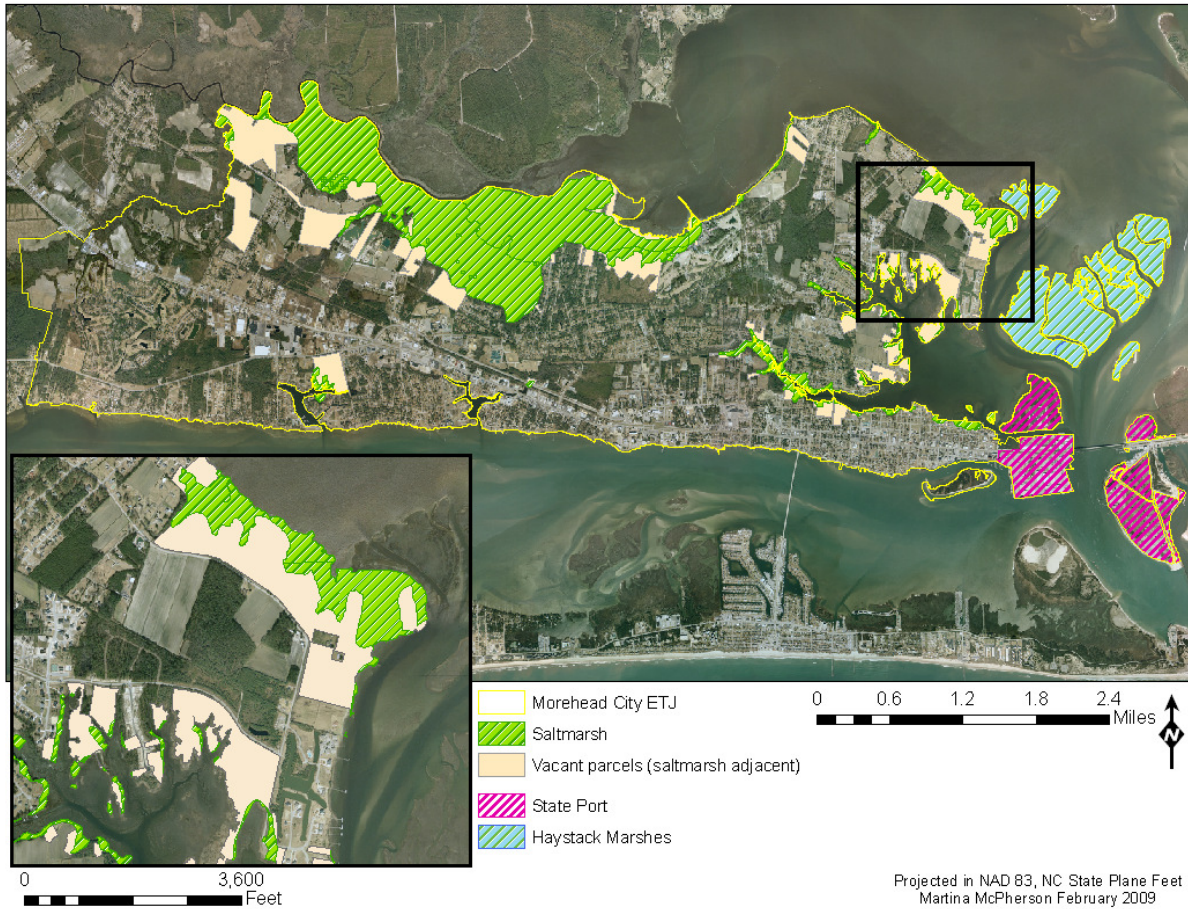 Morehead City ETJ
Saltmarsh
Vacant parcels (saltmarsh adjacent)
State Port
Haystack Marshes
0 0.6 1.2 1.8 2.4
Miles
N
0 3,600
Feet
Projected in NAD 83, NC State Plane Feet
Martina McPherson February 2009